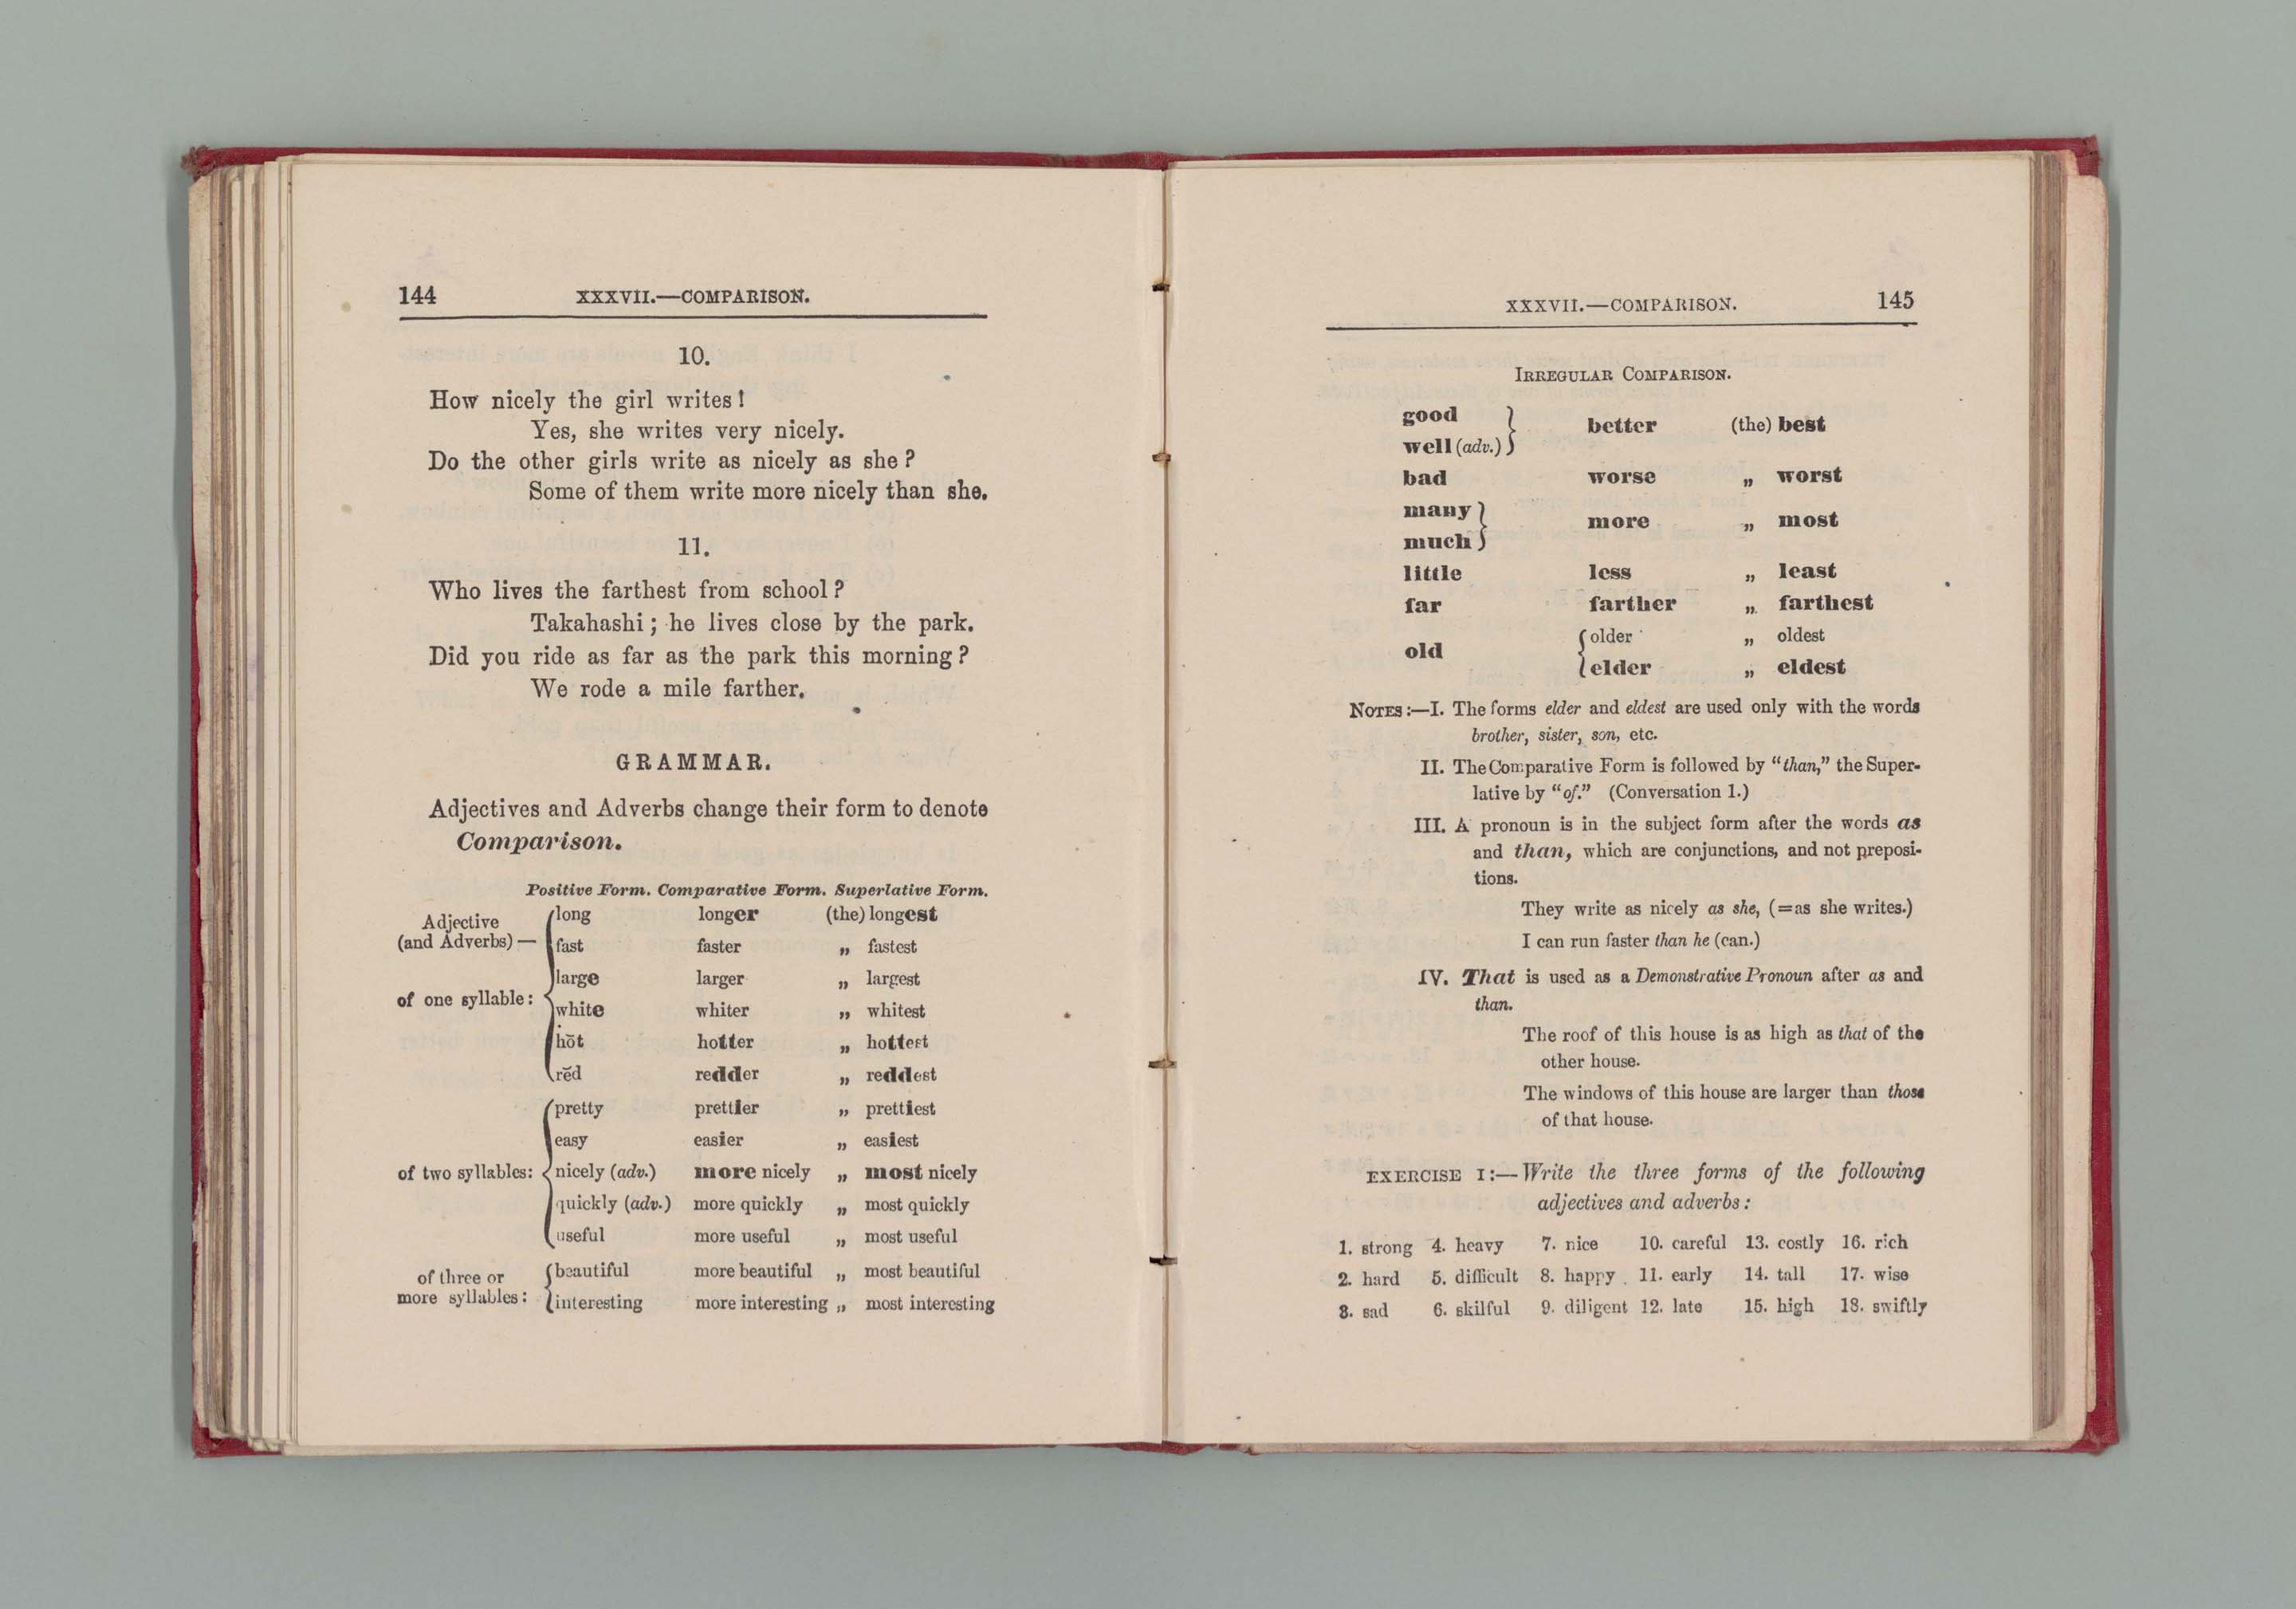 144 XXXVII.—COMPARISON.
10.
How nicely the girl writes!
Yes, she writes very nicely.
Do the other girls write as nicely as she?
Some of them write more nicely than she.
11.
Who lives the farthest from school?
Takahashi; he lives close by the park.
Did you ride as far as the park this morning?
We rode a mile farther.
GRAMMAR.
Adjectives and Adverbs change their form to denote
Comparison.
Positive Form. Comparative Form. Superlative Form.
Adjective
(and Adverbs)—
of one syllable:
long longer (the) longest
fast faster „ fastest
large larger „ largest
white whiter „ whitest
hŏt hotter „ hottest
rĕd redder „ reddest
of two syllables:
pretty prettier „ prettiest
easy easier „ easiest
nicely (adv.) more nicely „ most nicely
quickly (adv.) more quickly „ most quickly
useful more useful „ most useful
of three or
more syllables:
beautiful more beautiful „ most beautiful
interesting more interesting „ most interesting
XXXVII.—COMPARISON. 145
IRREGULAR COMPARISON.
good
well (adv.) better (the) best
bad worse „ worst
many
much more „ most
little less „ least
far farther „ farthest
old
older „ oldest
elder „ eldest
NOTES:—I. The forms elder and eldest are used only with the words
brother, sister, son, etc.
II. The Comparative Form is followed by "than," the Super-
lative by "of." (Conversation 1.)
III. A pronoun is in the subject form after the words as
and than, which are conjunctions, and not preposi-
tions.
They write as nicely as she, (=as she writes.)
I can run faster than he (can.)
IV. That is used as a Demonstrative Pronoun after as and
than.
The roof of this house is as high as that of the
other house.
The windows of this house are larger than those
of that house.
EXERCISE I:—Write the three forms of the following
adjectives and adverbs:
1. strong 4. heavy 7. nice 10. careful 13. costly 16. rich
2. hard 5. difficult 8. happy 11. early 14. tall 17. wise
3. sad 6. skilful 9. diligent 12. late 15. high 18. swiftly